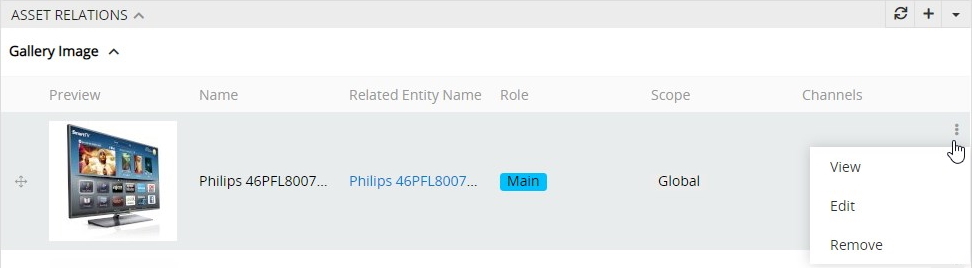 ASSET RELATIONS
Gallery Image
Preview Name Related Entity Name Role Scope Channels
SmartTV
Philips 46PFL8007... Philips 46PFL8007... Main Global
View
Edit
Remove